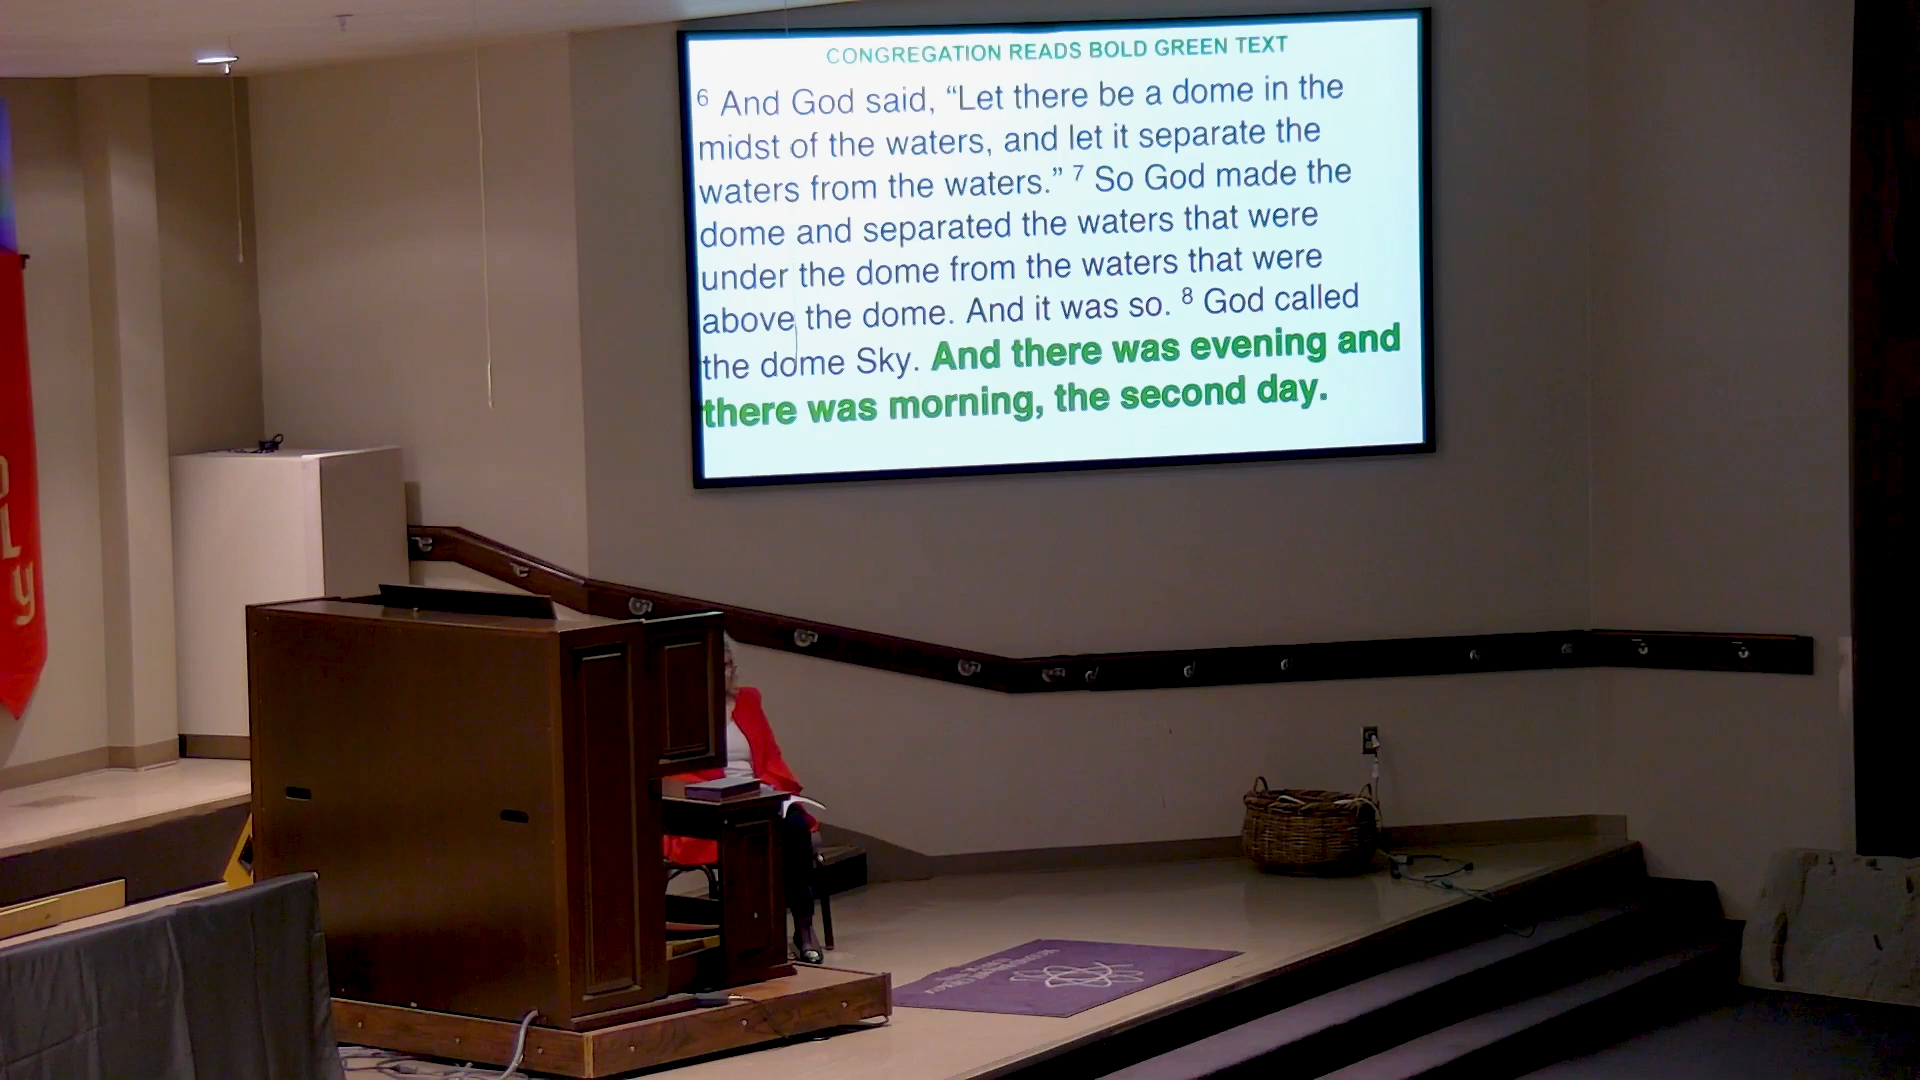 CONGREGATION READS BOLD GREEN TEXT
6 And God said, “Let there be a dome in the
midst of the waters, and let it separate the
waters from the waters.” 7 So God made the
dome and separated the waters that were
under the dome from the waters that were
above the dome. And it was so. 8 God called
the dome Sky. And there was evening and
there was morning, the second day.
L
y